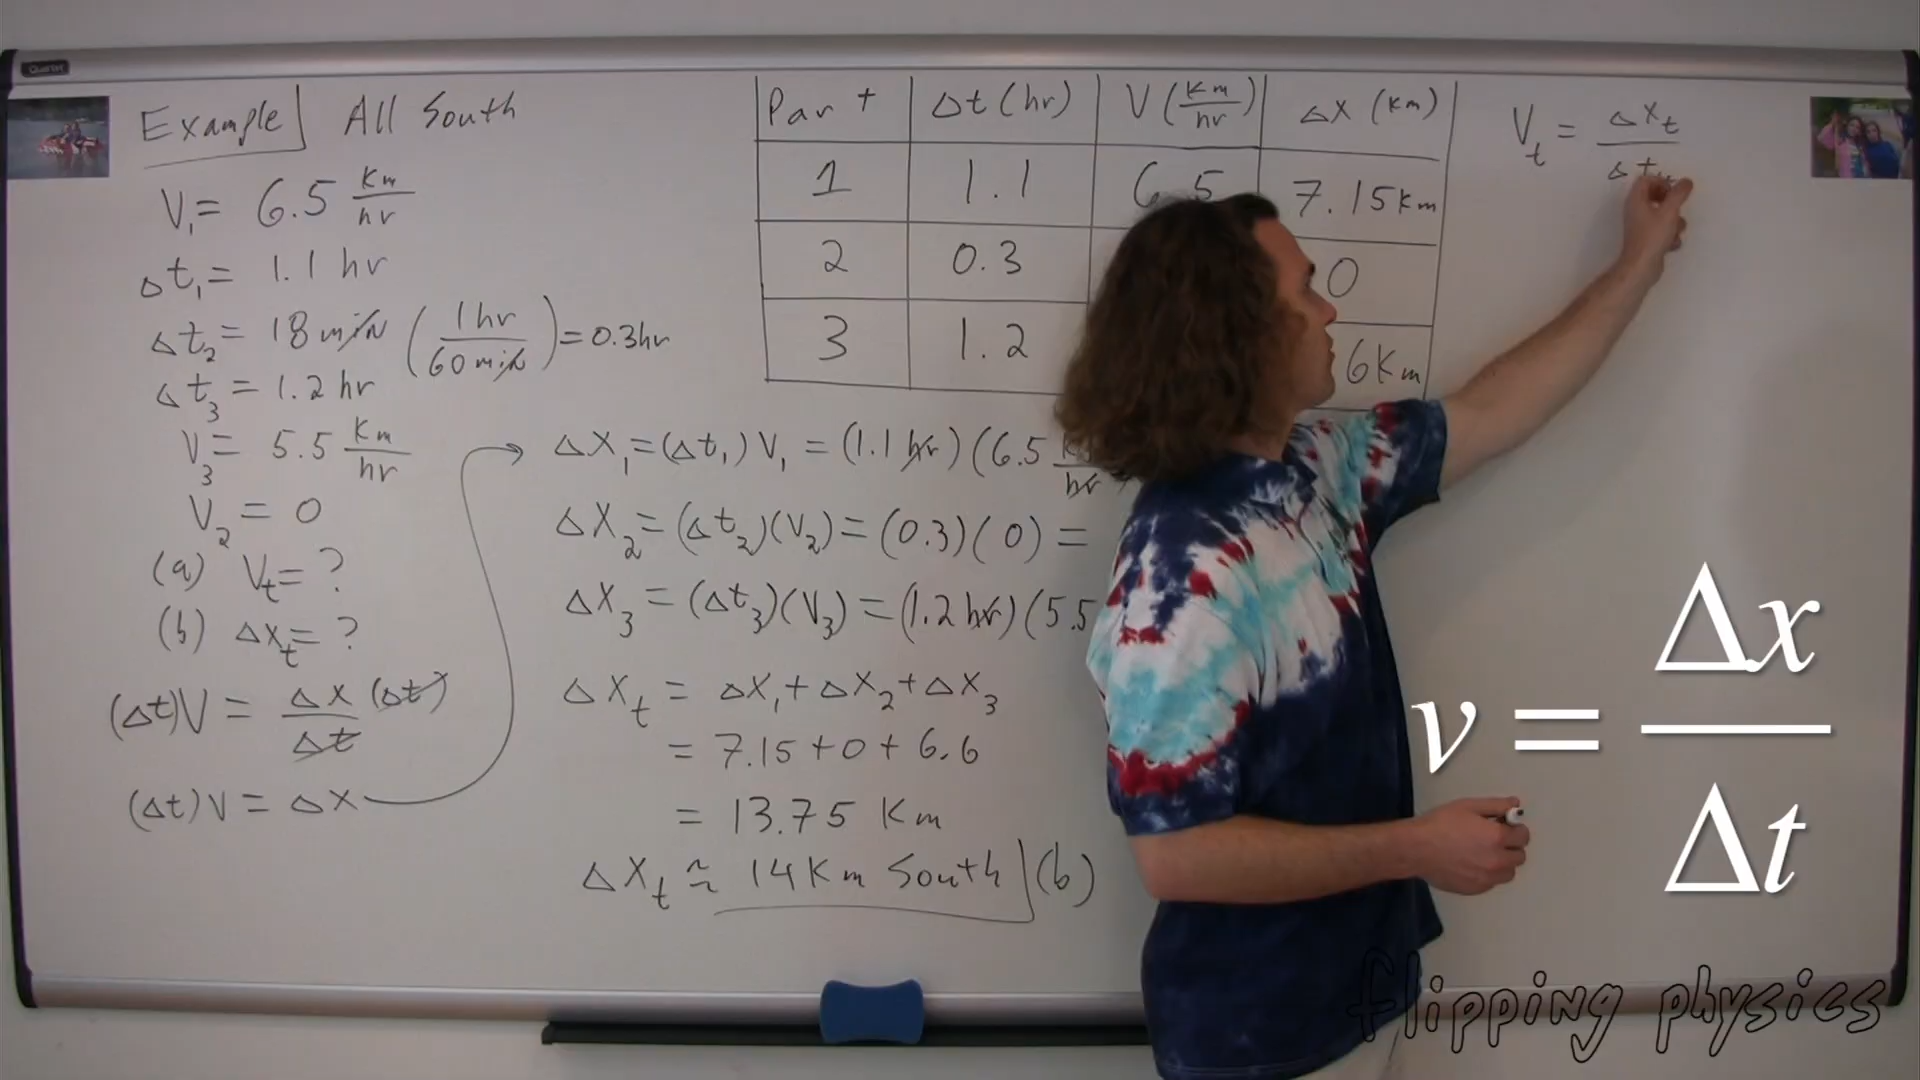 Quartet
Example All South
V₁ = 6.5 km/hr
Δt₁ = 1.1 hr
Δt₂ = 18 min (1 hr / 60 min) = 0.3 hr
Δt₃ = 1.2 hr
V₃ = 5.5 km/hr
V₂ = 0
(a) Vt = ?
(b) Δxt = ?
(Δt)V = Δx/Δt (Δt)
(Δt)V = Δx
Part Δt (hr) V (km/hr) Δx (km)
1 1.1 6.5 7.15 km
2 0.3 0
3 1.2 6 km
Δx₁ = (Δt₁)V₁ = (1.1 hr)(6.5 km/hr
Δx₂ = (Δt₂)(V₂) = (0.3)(0) =
Δx₃ = (Δt₃)(V₃) = (1.2 hr)(5.5
Δxt = Δx₁ + Δx₂ + Δx₃
= 7.15 + 0 + 6.6
= 13.75 km
Δxt ≈ 14 km South (b)
Vt = Δxt / Δt
v = Δx/Δt
flipping physics